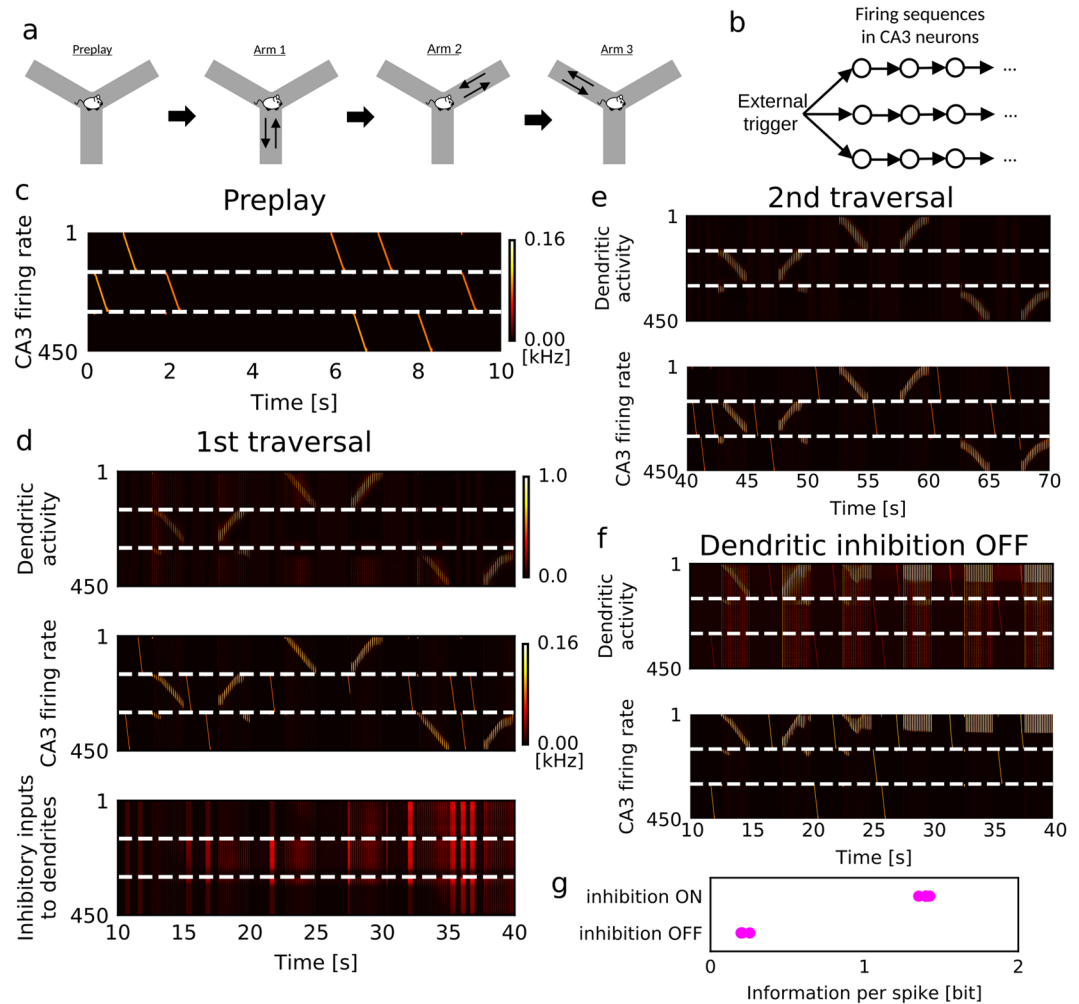 a
Preplay
Arm 1
Arm 2
Arm 3
b
Firing sequences
in CA3 neurons
External
trigger
...
...
...
c
Preplay
CA3 firing rate
1
450
0
2
4
6
8
10
Time [s]
0.16
0.00
[kHz]
d
1st traversal
Dendritic
activity
1
450
1.0
0.0
CA3 firing rate
1
450
0.16
0.00
[kHz]
Inhibitory inputs
to dendrites
1
450
10
15
20
25
30
35
40
Time [s]
e
2nd traversal
Dendritic
activity
1
450
CA3 firing rate
1
450
40
45
50
55
60
65
70
Time [s]
f
Dendritic inhibition OFF
Dendritic
activity
1
450
CA3 firing rate
1
450
10
15
20
25
30
35
40
Time [s]
g
inhibition ON
inhibition OFF
0
1
2
Information per spike [bit]